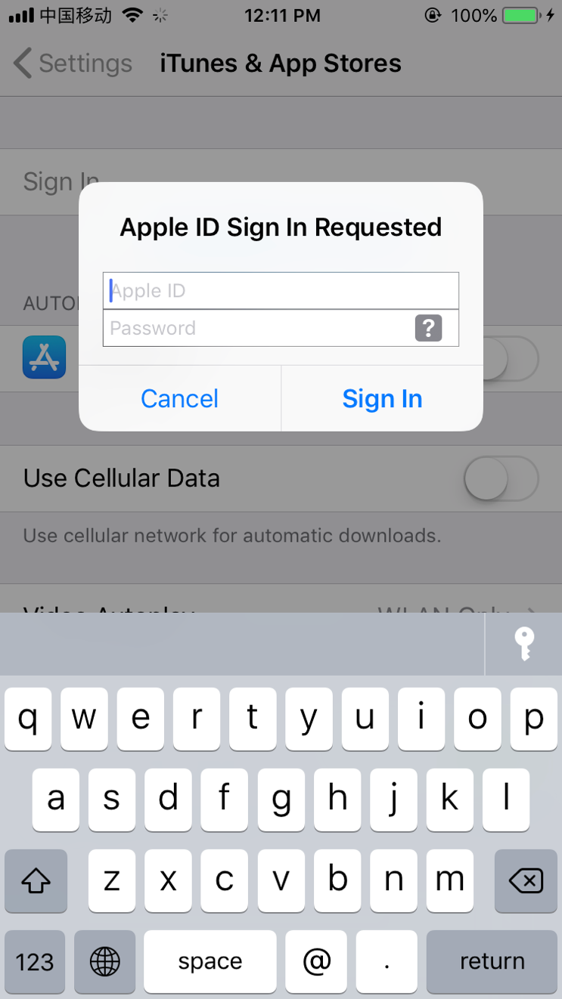 中国移动 12:11 PM 100%
Settings iTunes & App Stores
Sign In
Apple ID Sign In Requested
Apple ID
AUTO
Password ?
Cancel Sign In
Use Cellular Data
Use cellular network for automatic downloads.
Video Autoplay WLAN Only
q w e r t y u i o p
a s d f g h j k l
z x c v b n m
123 space @ . return